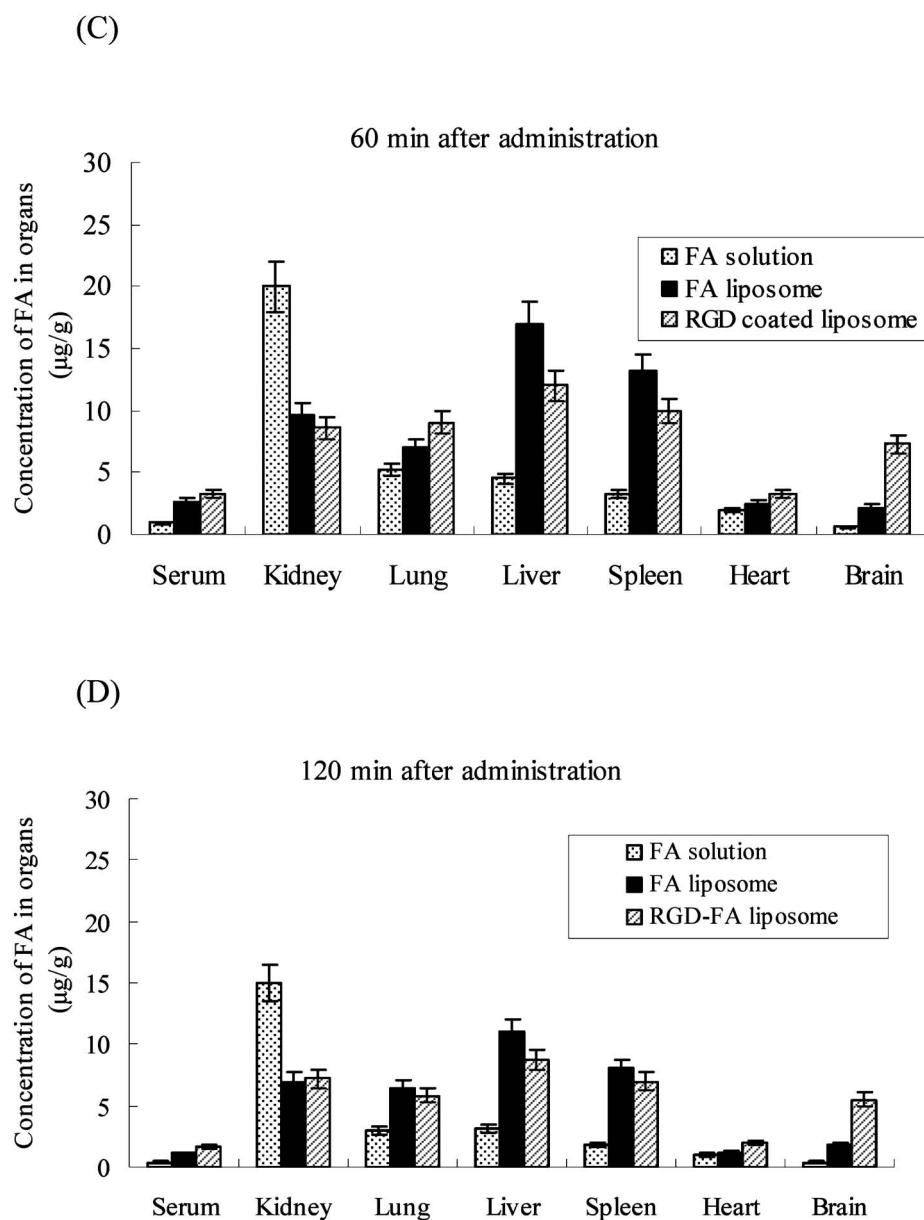 (C)
60 min after administration
Concentration of FA in organs
(µg/g)
30
25
20
15
10
5
0
FA solution
FA liposome
RGD coated liposome
Serum Kidney Lung Liver Spleen Heart Brain
(D)
120 min after administration
Concentration of FA in organs
(µg/g)
30
25
20
15
10
5
0
FA solution
FA liposome
RGD-FA liposome
Serum Kidney Lung Liver Spleen Heart Brain